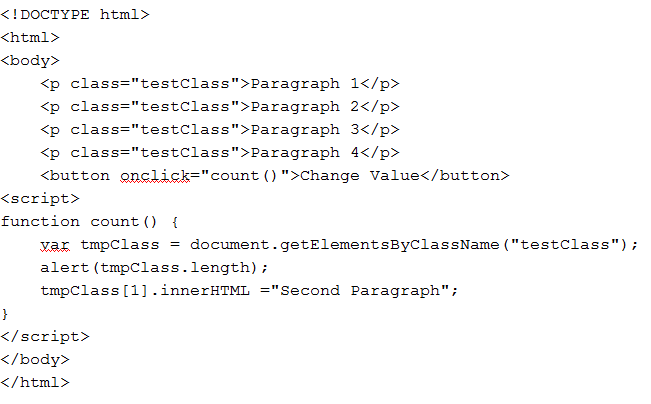 <!DOCTYPE html>
<html>
<body>
    <p class="testClass">Paragraph 1</p>
    <p class="testClass">Paragraph 2</p>
    <p class="testClass">Paragraph 3</p>
    <p class="testClass">Paragraph 4</p>
    <button onclick="count()">Change Value</button>
<script>
function count() {
    var tmpClass = document.getElementsByClassName("testClass");
    alert(tmpClass.length);
    tmpClass[1].innerHTML ="Second Paragraph";
}
</script>
</body>
</html>